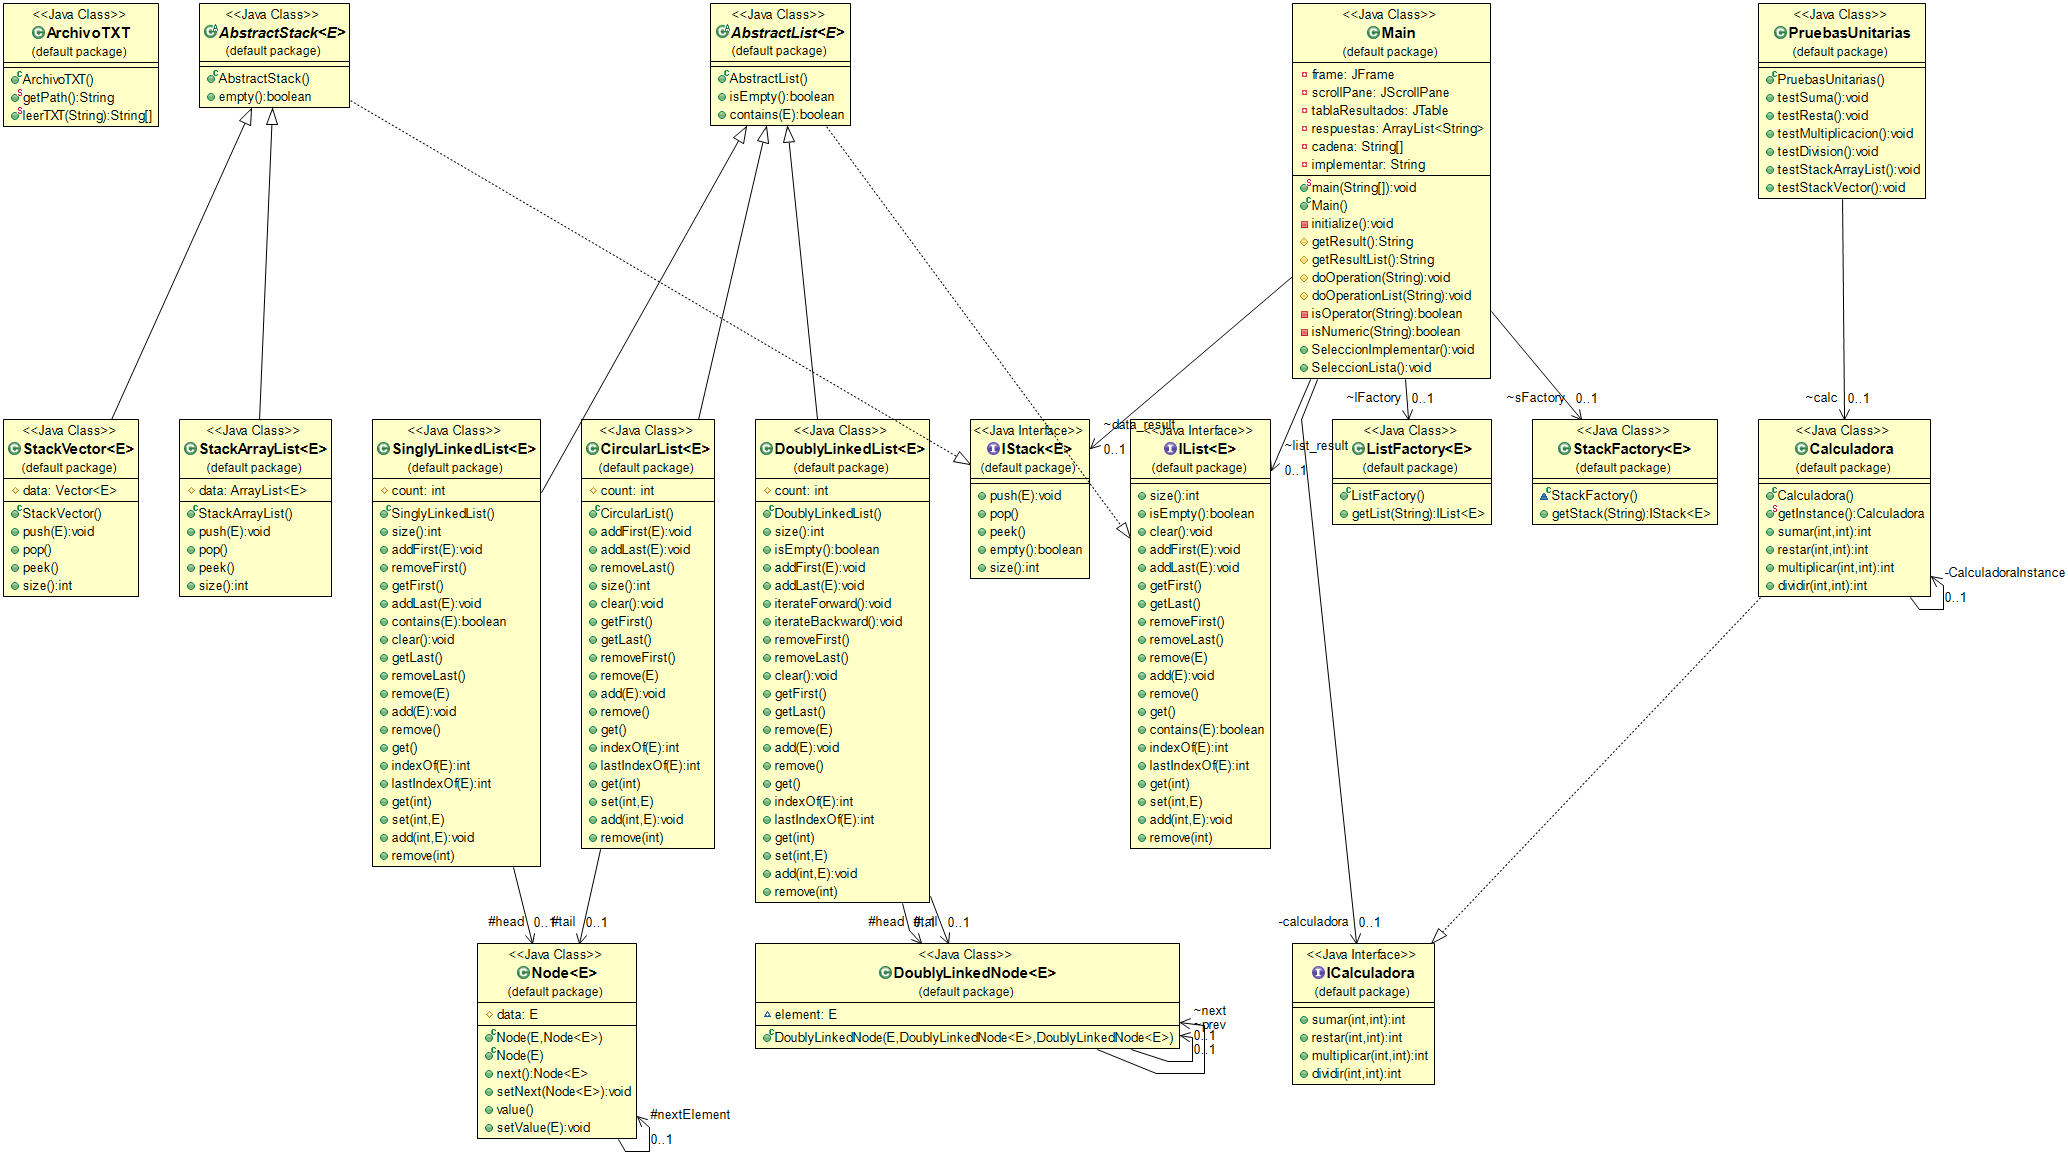 <<Java Class>>
ArchivoTXT
(default package)
ArchivoTXT()
getPath():String
leerTXT(String):String[]
<<Java Class>>
AbstractStack<E>
(default package)
AbstractStack()
empty():boolean
<<Java Class>>
AbstractList<E>
(default package)
AbstractList()
isEmpty():boolean
contains(E):boolean
<<Java Class>>
Main
(default package)
frame: JFrame
scrollPane: JScrollPane
tablaResultados: JTable
respuestas: ArrayList<String>
cadena: String[]
implementar: String
main(String[]):void
Main()
initialize():void
getResult():String
getResultList():String
doOperation(String):void
doOperationList(String):void
isOperator(String):boolean
isNumeric(String):boolean
SeleccionImplementar():void
SeleccionLista():void
<<Java Class>>
PruebasUnitarias
(default package)
PruebasUnitarias()
testSuma():void
testResta():void
testMultiplicacion():void
testDivision():void
testStackArrayList():void
testStackVector():void
~data_result
0..1
~list_result
0..1
~lFactory 0..1
~sFactory 0..1
~calc 0..1
<<Java Class>>
StackVector<E>
(default package)
data: Vector<E>
StackVector()
push(E):void
pop()
peek()
size():int
<<Java Class>>
StackArrayList<E>
(default package)
data: ArrayList<E>
StackArrayList()
push(E):void
pop()
peek()
size():int
<<Java Class>>
SinglyLinkedList<E>
(default package)
count: int
SinglyLinkedList()
size():int
addFirst(E):void
removeFirst()
getFirst()
addLast(E):void
contains(E):boolean
clear():void
getLast()
removeLast()
remove(E)
add(E):void
remove()
get()
indexOf(E):int
lastIndexOf(E):int
get(int)
set(int,E)
add(int,E):void
remove(int)
<<Java Class>>
CircularList<E>
(default package)
count: int
CircularList()
addFirst(E):void
addLast(E):void
removeLast()
size():int
clear():void
getFirst()
getLast()
removeFirst()
remove(E)
add(E):void
remove()
get()
indexOf(E):int
lastIndexOf(E):int
get(int)
set(int,E)
add(int,E):void
remove(int)
<<Java Class>>
DoublyLinkedList<E>
(default package)
count: int
DoublyLinkedList()
size():int
isEmpty():boolean
addFirst(E):void
addLast(E):void
iterateForward():void
iterateBackward():void
removeFirst()
removeLast()
clear():void
getFirst()
getLast()
remove(E)
add(E):void
remove()
get()
indexOf(E):int
lastIndexOf(E):int
get(int)
set(int,E)
add(int,E):void
remove(int)
<<Java Interface>>
IStack<E>
(default package)
push(E):void
pop()
peek()
empty():boolean
size():int
<<Java Interface>>
IList<E>
(default package)
size():int
isEmpty():boolean
clear():void
addFirst(E):void
addLast(E):void
getFirst()
getLast()
removeFirst()
removeLast()
remove(E)
add(E):void
remove()
get()
contains(E):boolean
indexOf(E):int
lastIndexOf(E):int
get(int)
set(int,E)
add(int,E):void
remove(int)
<<Java Class>>
ListFactory<E>
(default package)
ListFactory()
getList(String):IList<E>
<<Java Class>>
StackFactory<E>
(default package)
StackFactory()
getStack(String):IStack<E>
<<Java Class>>
Calculadora
(default package)
Calculadora()
getInstance():Calculadora
sumar(int,int):int
restar(int,int):int
multiplicar(int,int):int
dividir(int,int):int
-CalculadoraInstance
0..1
#head 0..1
#tail 0..1
#head 0..1
#tail 0..1
-calculadora 0..1
<<Java Class>>
Node<E>
(default package)
data: E
Node(E,Node<E>)
Node(E)
next():Node<E>
setNext(Node<E>):void
value()
setValue(E):void
#nextElement
0..1
<<Java Class>>
DoublyLinkedNode<E>
(default package)
element: E
DoublyLinkedNode(E,DoublyLinkedNode<E>,DoublyLinkedNode<E>)
~next
~prev
0..1
0..1
<<Java Interface>>
ICalculadora
(default package)
sumar(int,int):int
restar(int,int):int
multiplicar(int,int):int
dividir(int,int):int